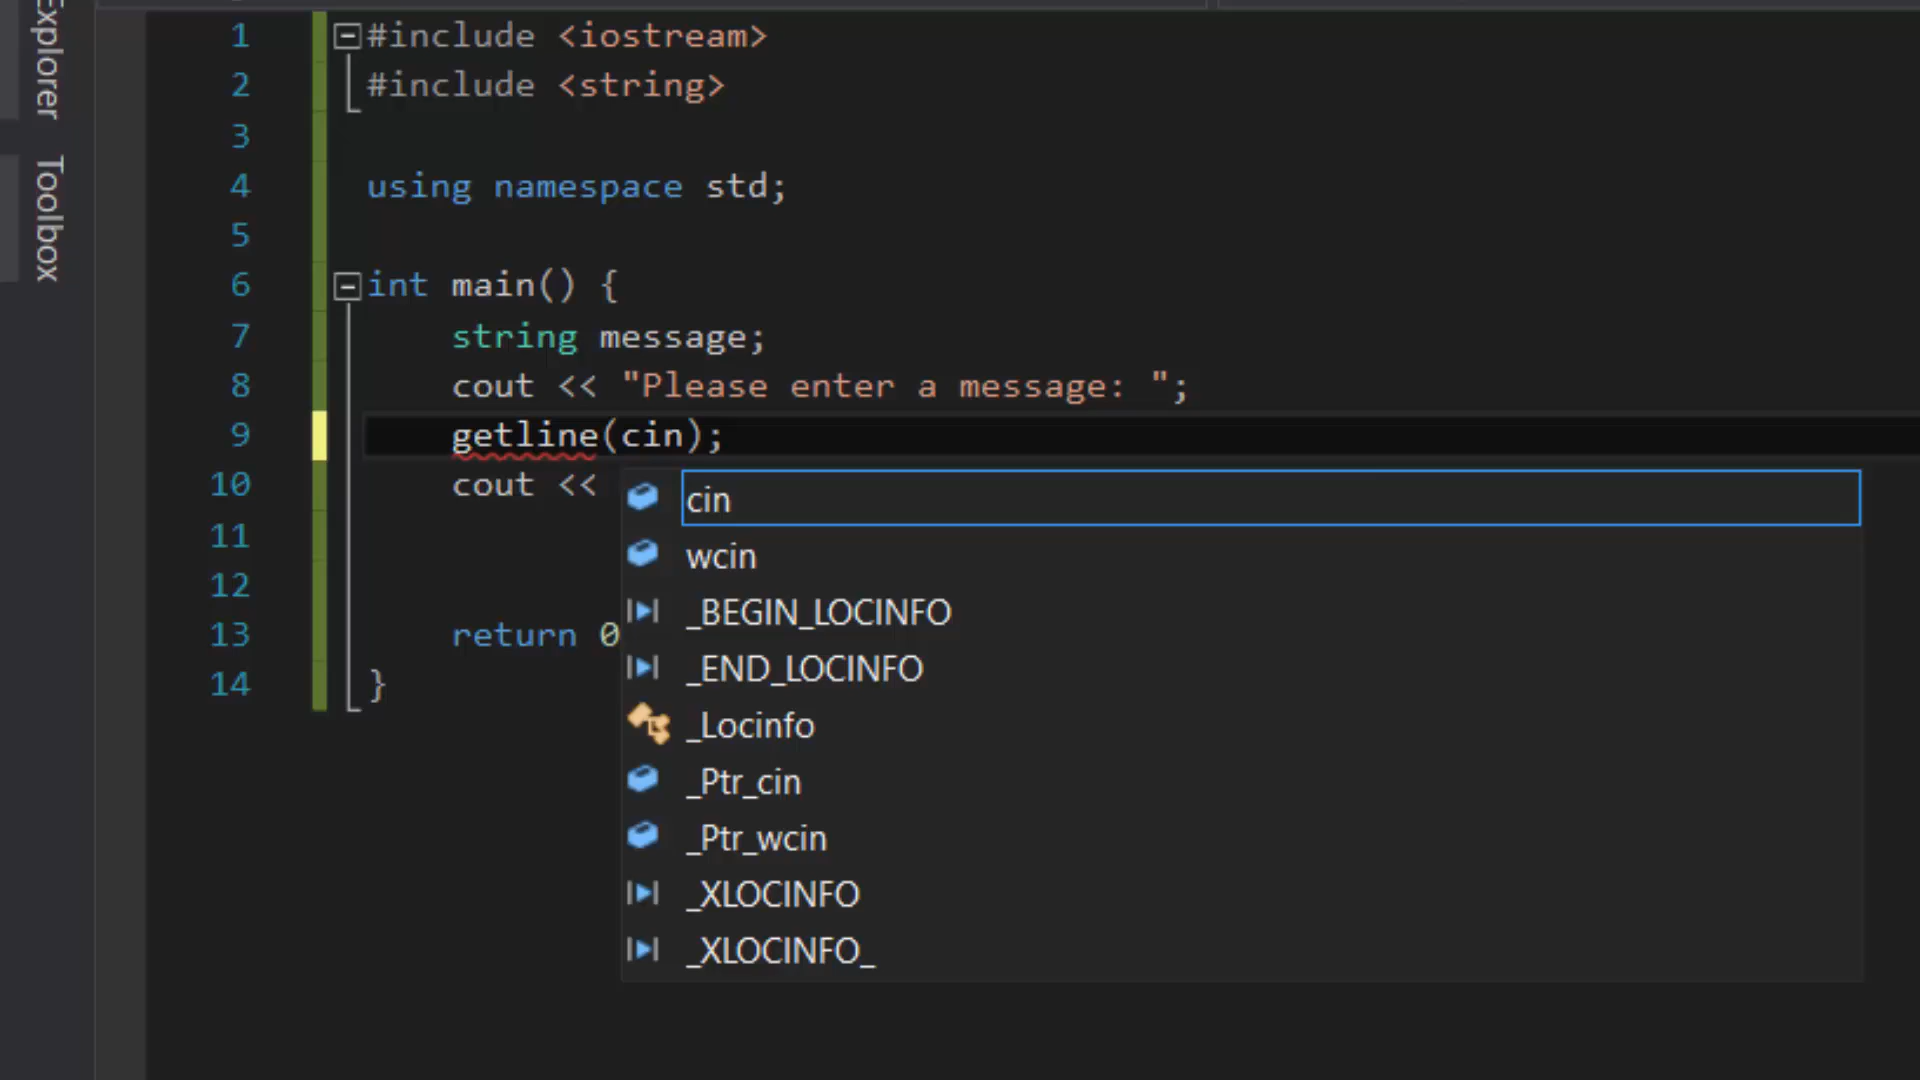 Explorer
Toolbox
1 #include <iostream>
2 #include <string>
3
4 using namespace std;
5
6 int main() {
7 string message;
8 cout << "Please enter a message: ";
9 getline(cin);
10 cout <<
11
12
13 return 0
14 }
cin
wcin
_BEGIN_LOCINFO
_END_LOCINFO
_Locinfo
_Ptr_cin
_Ptr_wcin
_XLOCINFO
_XLOCINFO_